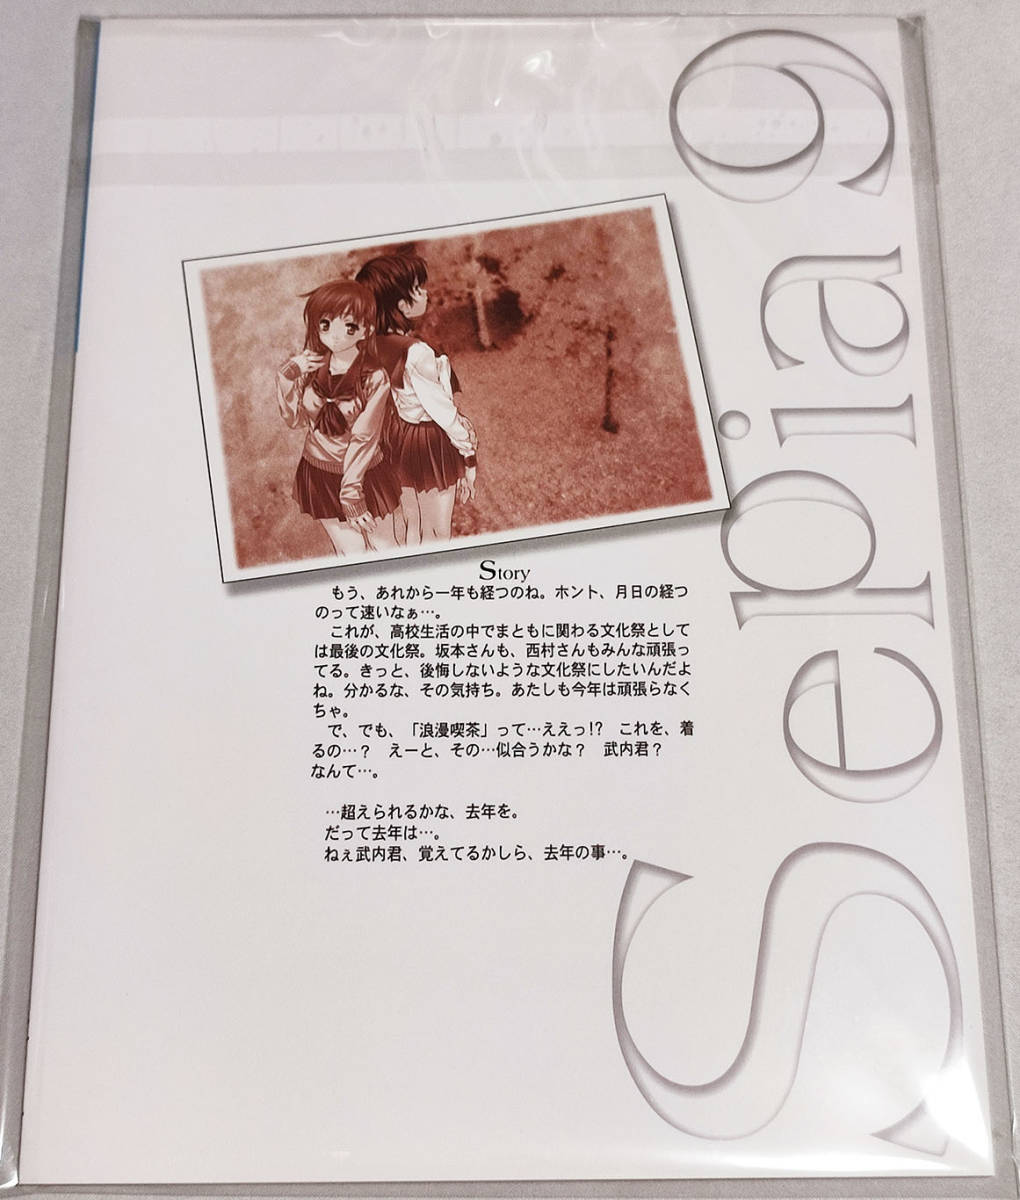 Sepia 9
Story
もう、あれから一年も経つのね。ホント、月日の経つ
のって速いなぁ…。
これが、高校生活の中でまともに関わる文化祭として
は最後の文化祭。坂本さんも、西村さんもみんな頑張っ
てる。きっと、後悔しないような文化祭にしたいんだよ
ね。分かるな、その気持ち。あたしも今年は頑張らなく
ちゃ。
で、でも、「浪漫喫茶」って…ええっ!?　これを、着
るの…？　えーと、その…似合うかな？　武内君？
なんて…。
…超えられるかな、去年を。
だって去年は…。
ねぇ武内君、覚えてるかしら、去年の事…。